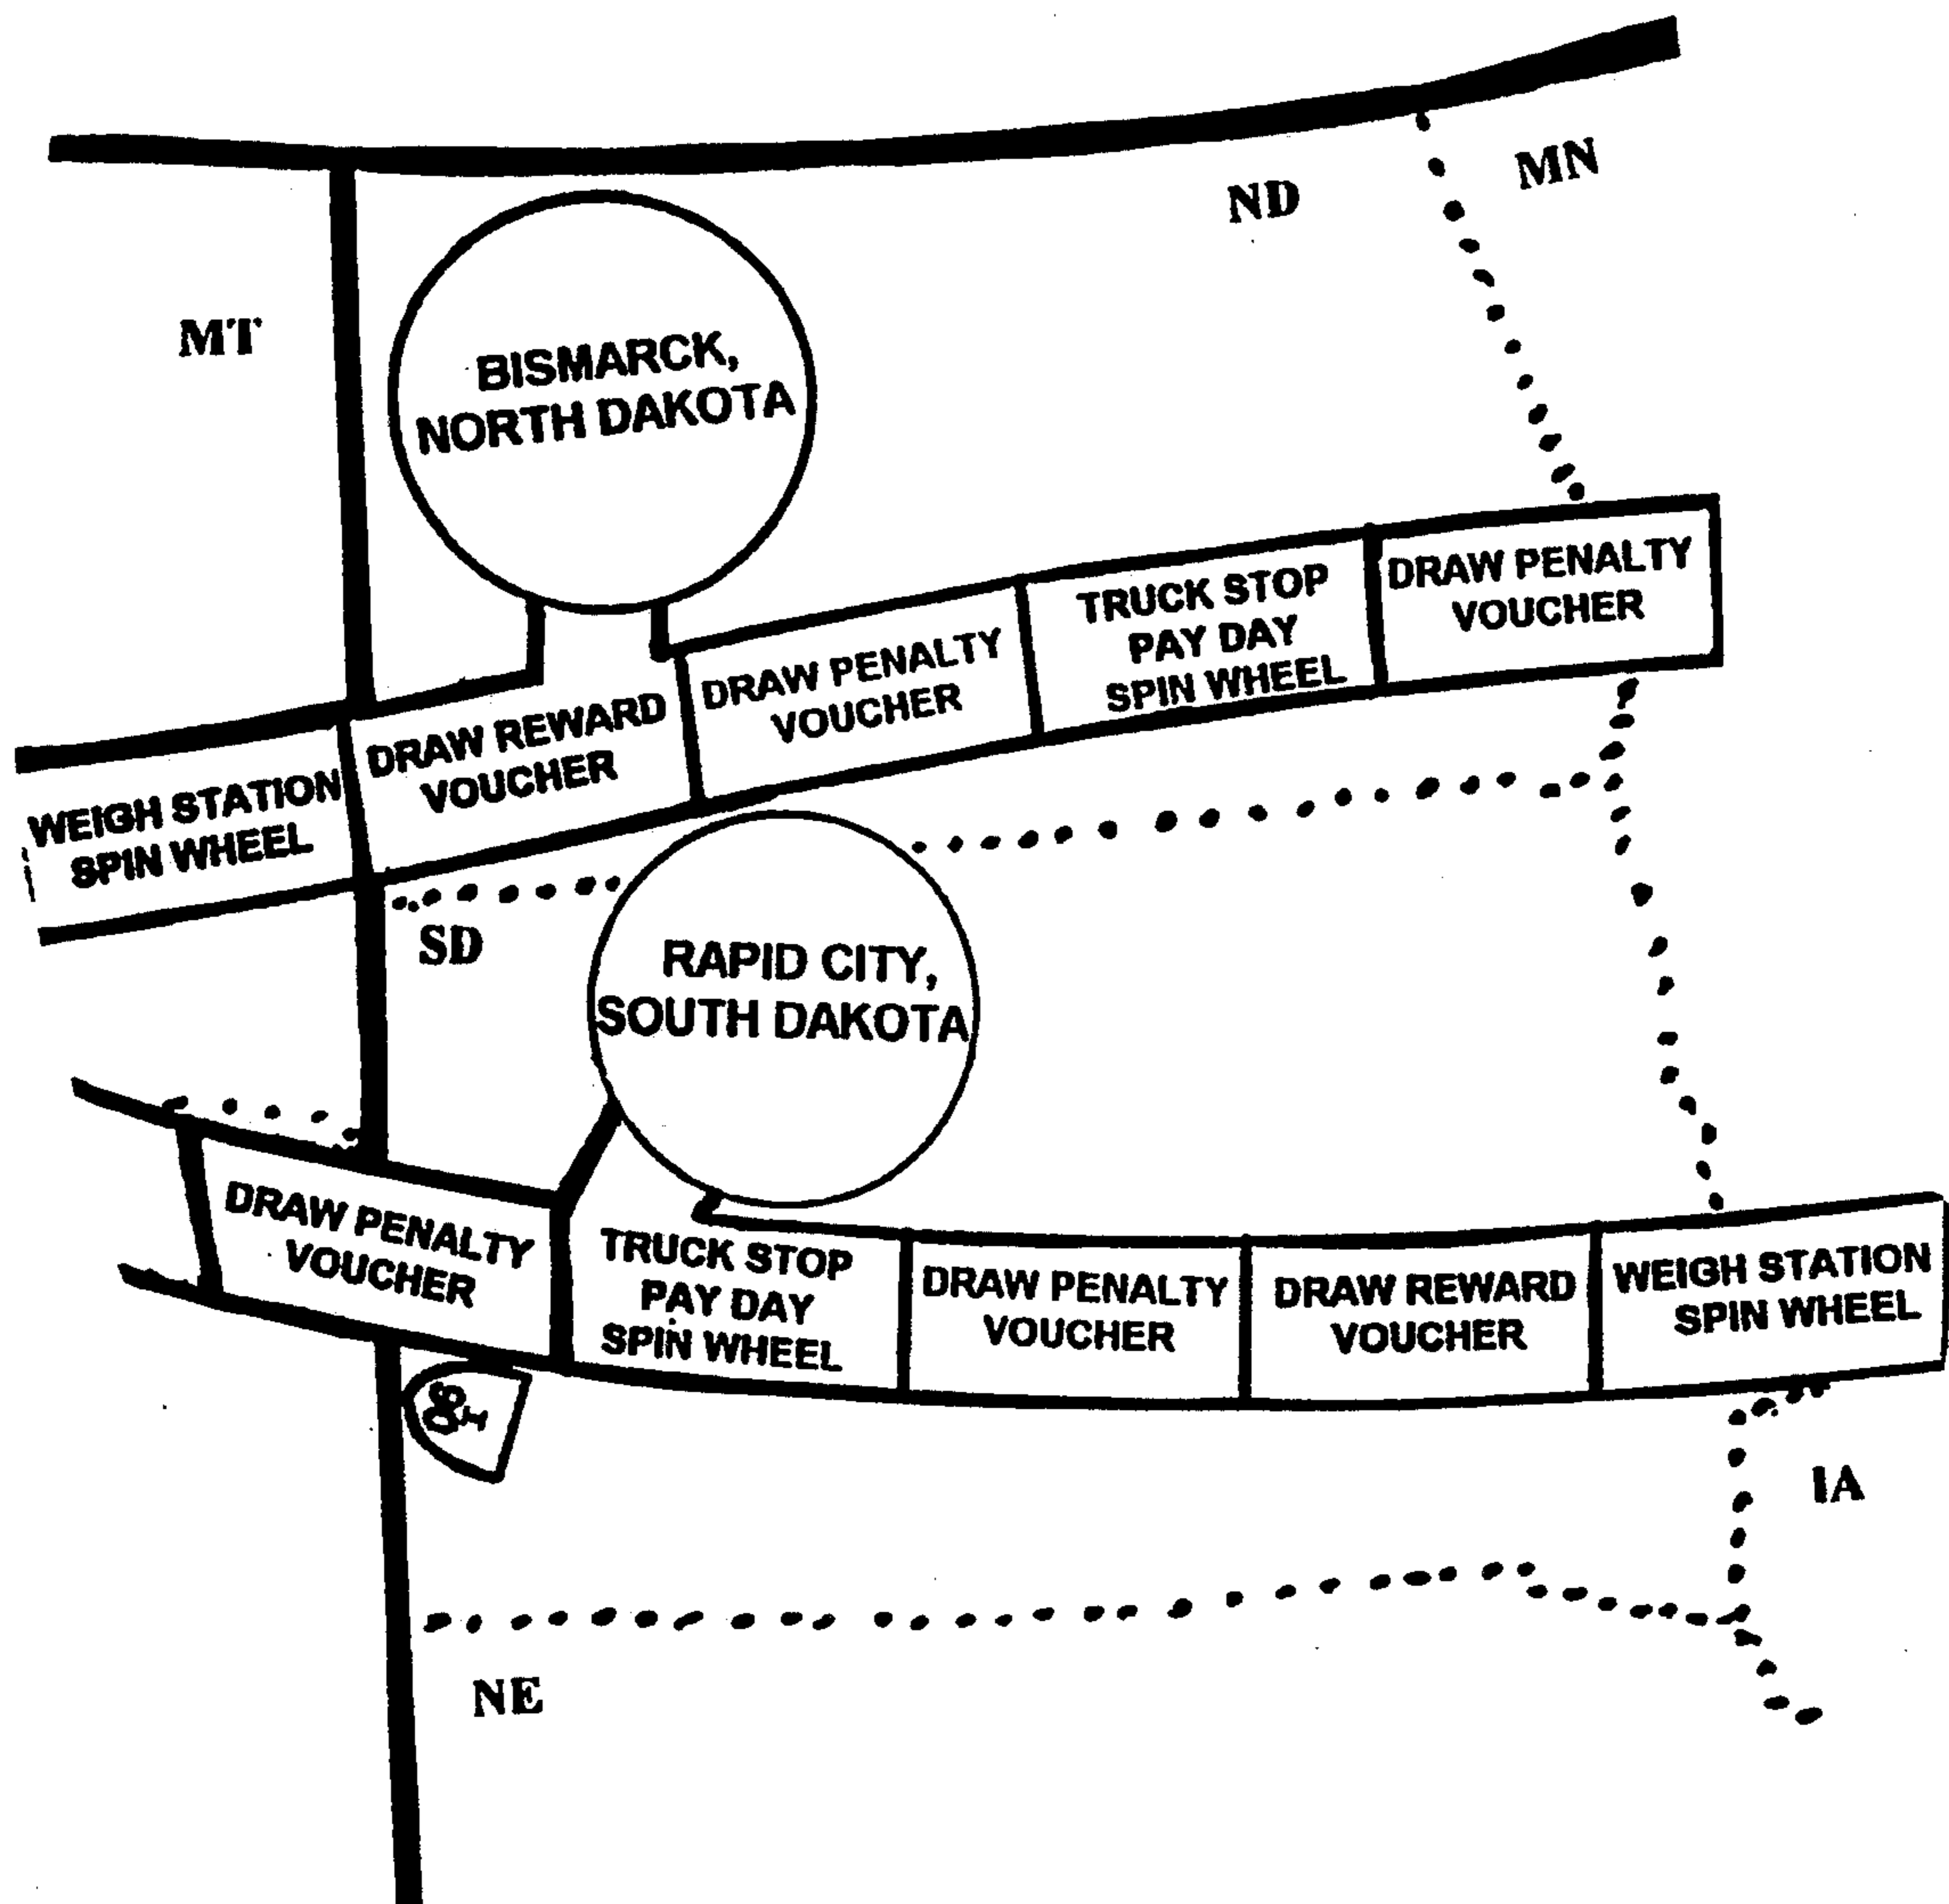 MN
ND
MT
BISMARCK,
NORTH DAKOTA
DRAW PENALTY
VOUCHER
TRUCK STOP
PAY DAY
SPIN WHEEL
DRAW PENALTY
VOUCHER
DRAW REWARD
VOUCHER
WEIGH STATION
SPIN WHEEL
SD
RAPID CITY,
SOUTH DAKOTA
DRAW PENALTY
VOUCHER
TRUCK STOP
PAY DAY
SPIN WHEEL
DRAW PENALTY
VOUCHER
DRAW REWARD
VOUCHER
WEIGH STATION
SPIN WHEEL
IA
NE